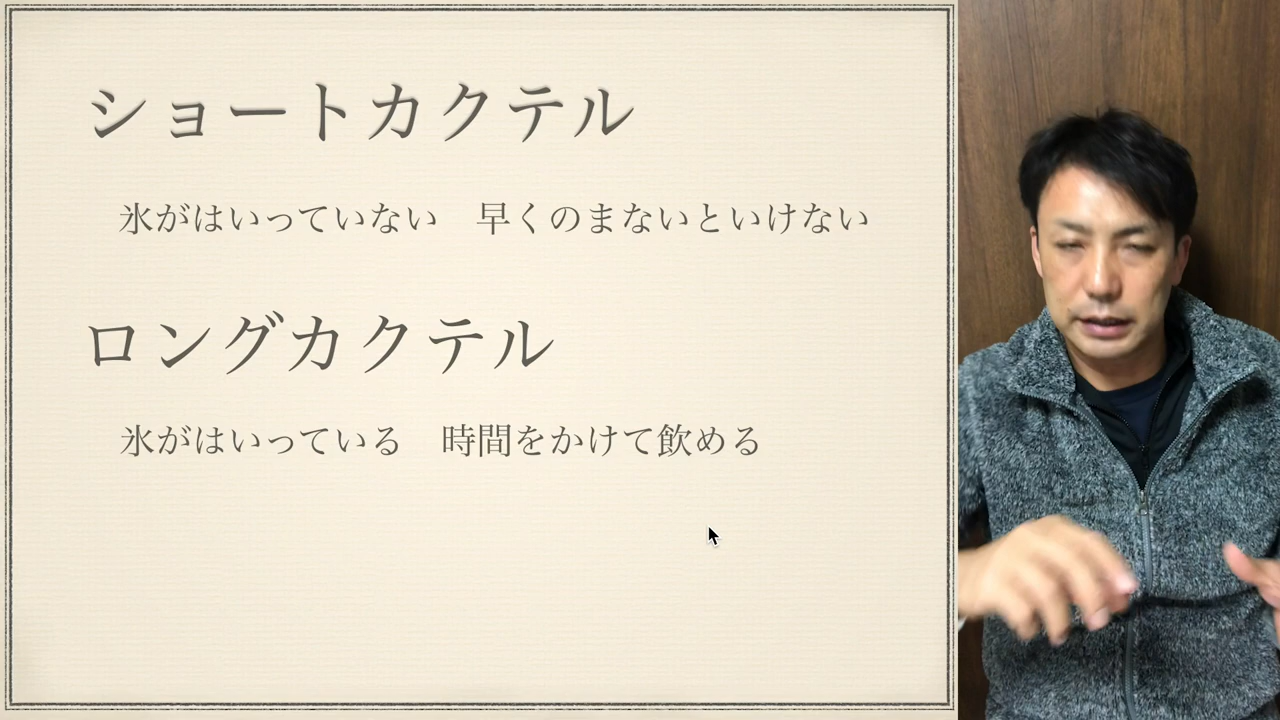 ショートカクテル
氷がはいっていない　早くのまないといけない
ロングカクテル
氷がはいっている　時間をかけて飲める